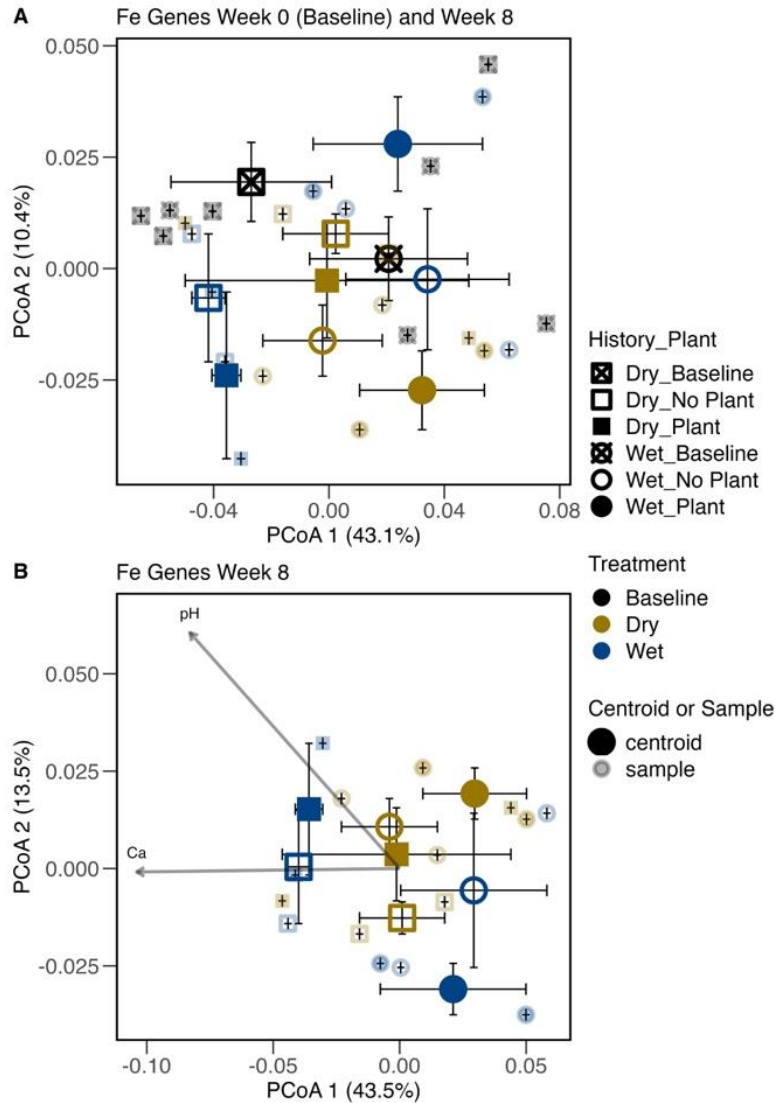 A
Fe Genes Week 0 (Baseline) and Week 8
0.050
0.025
0.000
-0.025
PCoA 2 (10.4%)
-0.04
0.00
0.04
0.08
PCoA 1 (43.1%)
History_Plant
Dry_Baseline
Dry_No Plant
Dry_Plant
Wet_Baseline
Wet_No Plant
Wet_Plant
Treatment
Baseline
Dry
Wet
Centroid or Sample
centroid
sample
B
Fe Genes Week 8
pH
Ca
0.050
0.025
0.000
-0.025
PCoA 2 (13.5%)
-0.10
-0.05
0.00
0.05
PCoA 1 (43.5%)